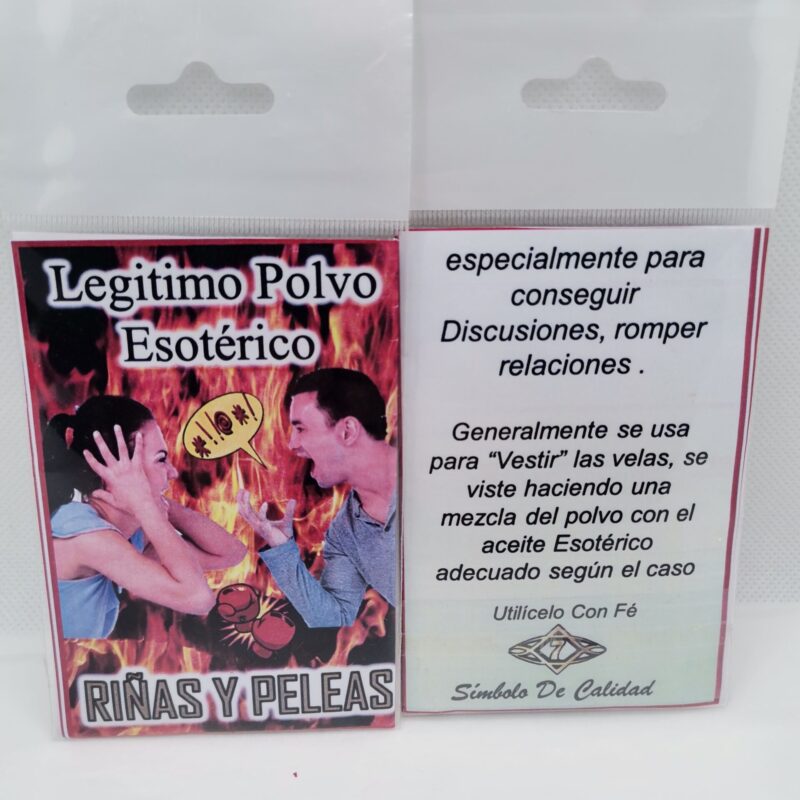 Legitimo Polvo
Esotérico
*!!@*!
RIÑAS Y PELEAS
especialmente para
conseguir
Discusiones, romper
relaciones .
Generalmente se usa
para “Vestir” las velas, se
viste haciendo una
mezcla del polvo con el
aceite Esotérico
adecuado según el caso
Utilícelo Con Fé
7
Símbolo De Calidad